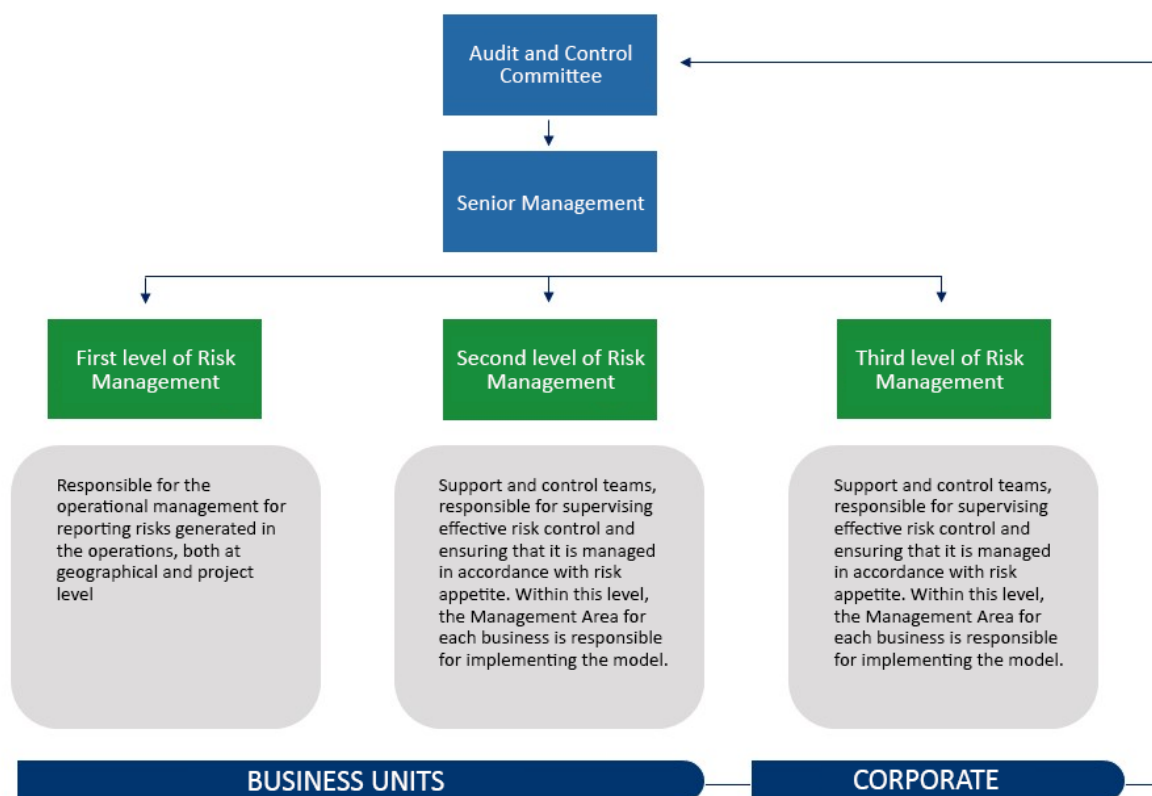 Audit and Control
Committee
Senior Management
First level of Risk
Management
Second level of Risk
Management
Third level of Risk
Management
Responsible for the
operational management for
reporting risks generated in
the operations, both at
geographical and project
level
Support and control teams,
responsible for supervising
effective risk control and
ensuring that it is managed
in accordance with risk
appetite. Within this level,
the Management Area for
each business is responsible
for implementing the model.
Support and control teams,
responsible for supervising
effective risk control and
ensuring that it is managed
in accordance with risk
appetite. Within this level,
the Management Area for
each business is responsible
for implementing the model.
BUSINESS UNITS
CORPORATE